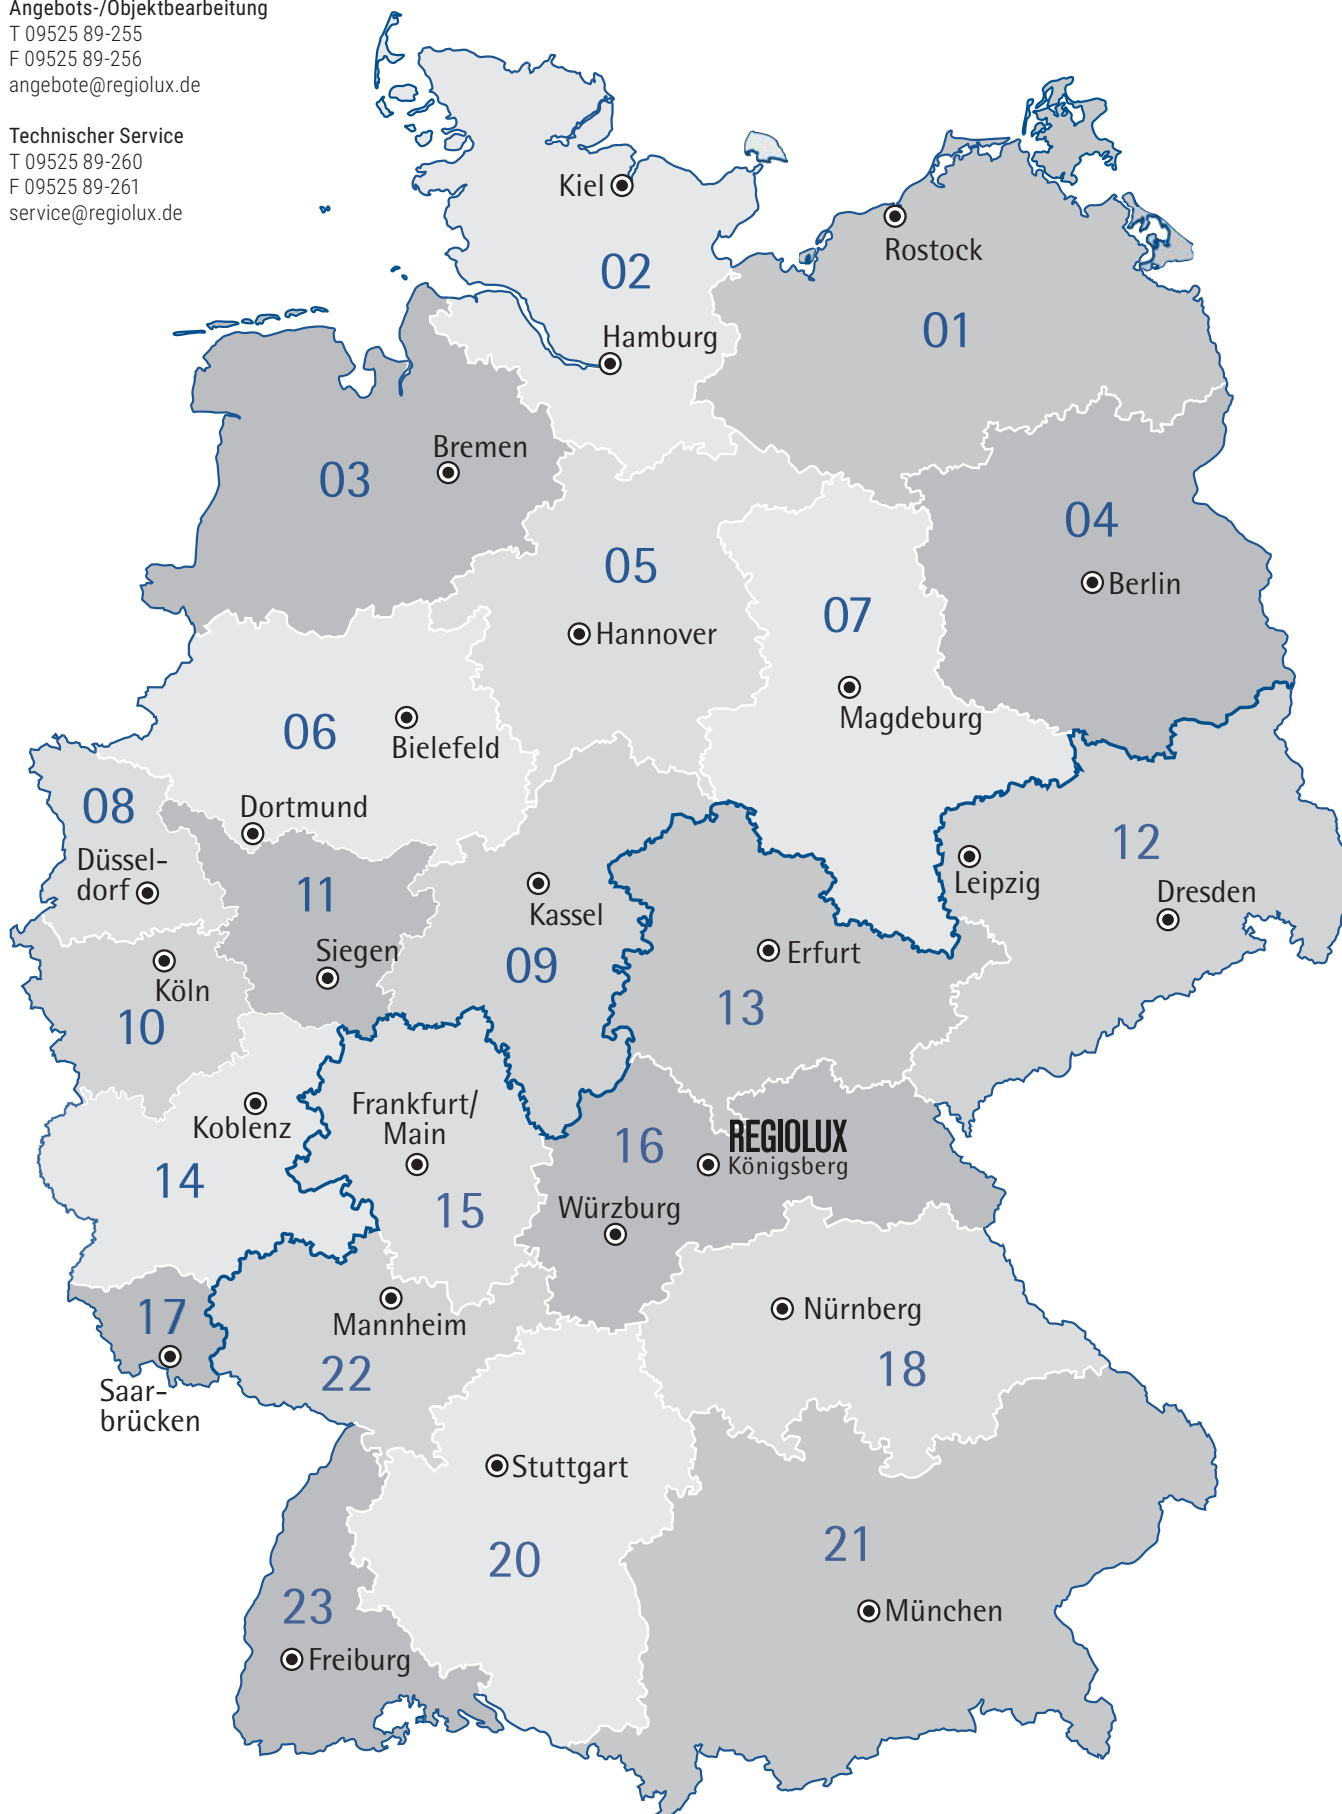 Angebots-/Objektbearbeitung
T 09525 89-255
F 09525 89-256
angebote@regiolux.de
Technischer Service
T 09525 89-260
F 09525 89-261
service@regiolux.de
Kiel
Rostock
02
01
Hamburg
Bremen
03
04
05
Berlin
07
Hannover
Magdeburg
06
Bielefeld
08
Dortmund
12
Düssel-
dorf
11
Leipzig
Dresden
Kassel
Siegen
Erfurt
09
Köln
13
10
Frankfurt/
Main
Koblenz
REGIOLUX
Königsberg
16
14
15
Würzburg
17
Nürnberg
Mannheim
22
18
Saar-
brücken
Stuttgart
21
20
23
München
Freiburg